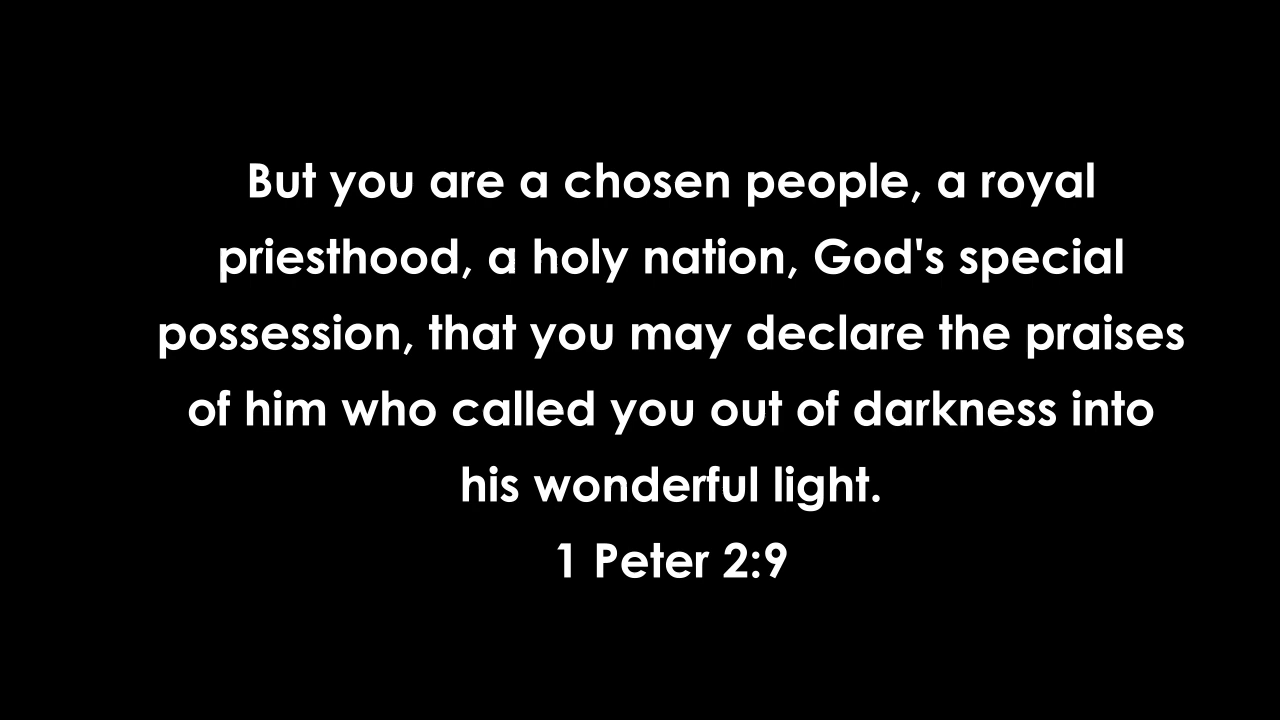 But you are a chosen people, a royal
priesthood, a holy nation, God's special
possession, that you may declare the praises
of him who called you out of darkness into
his wonderful light.
1 Peter 2:9